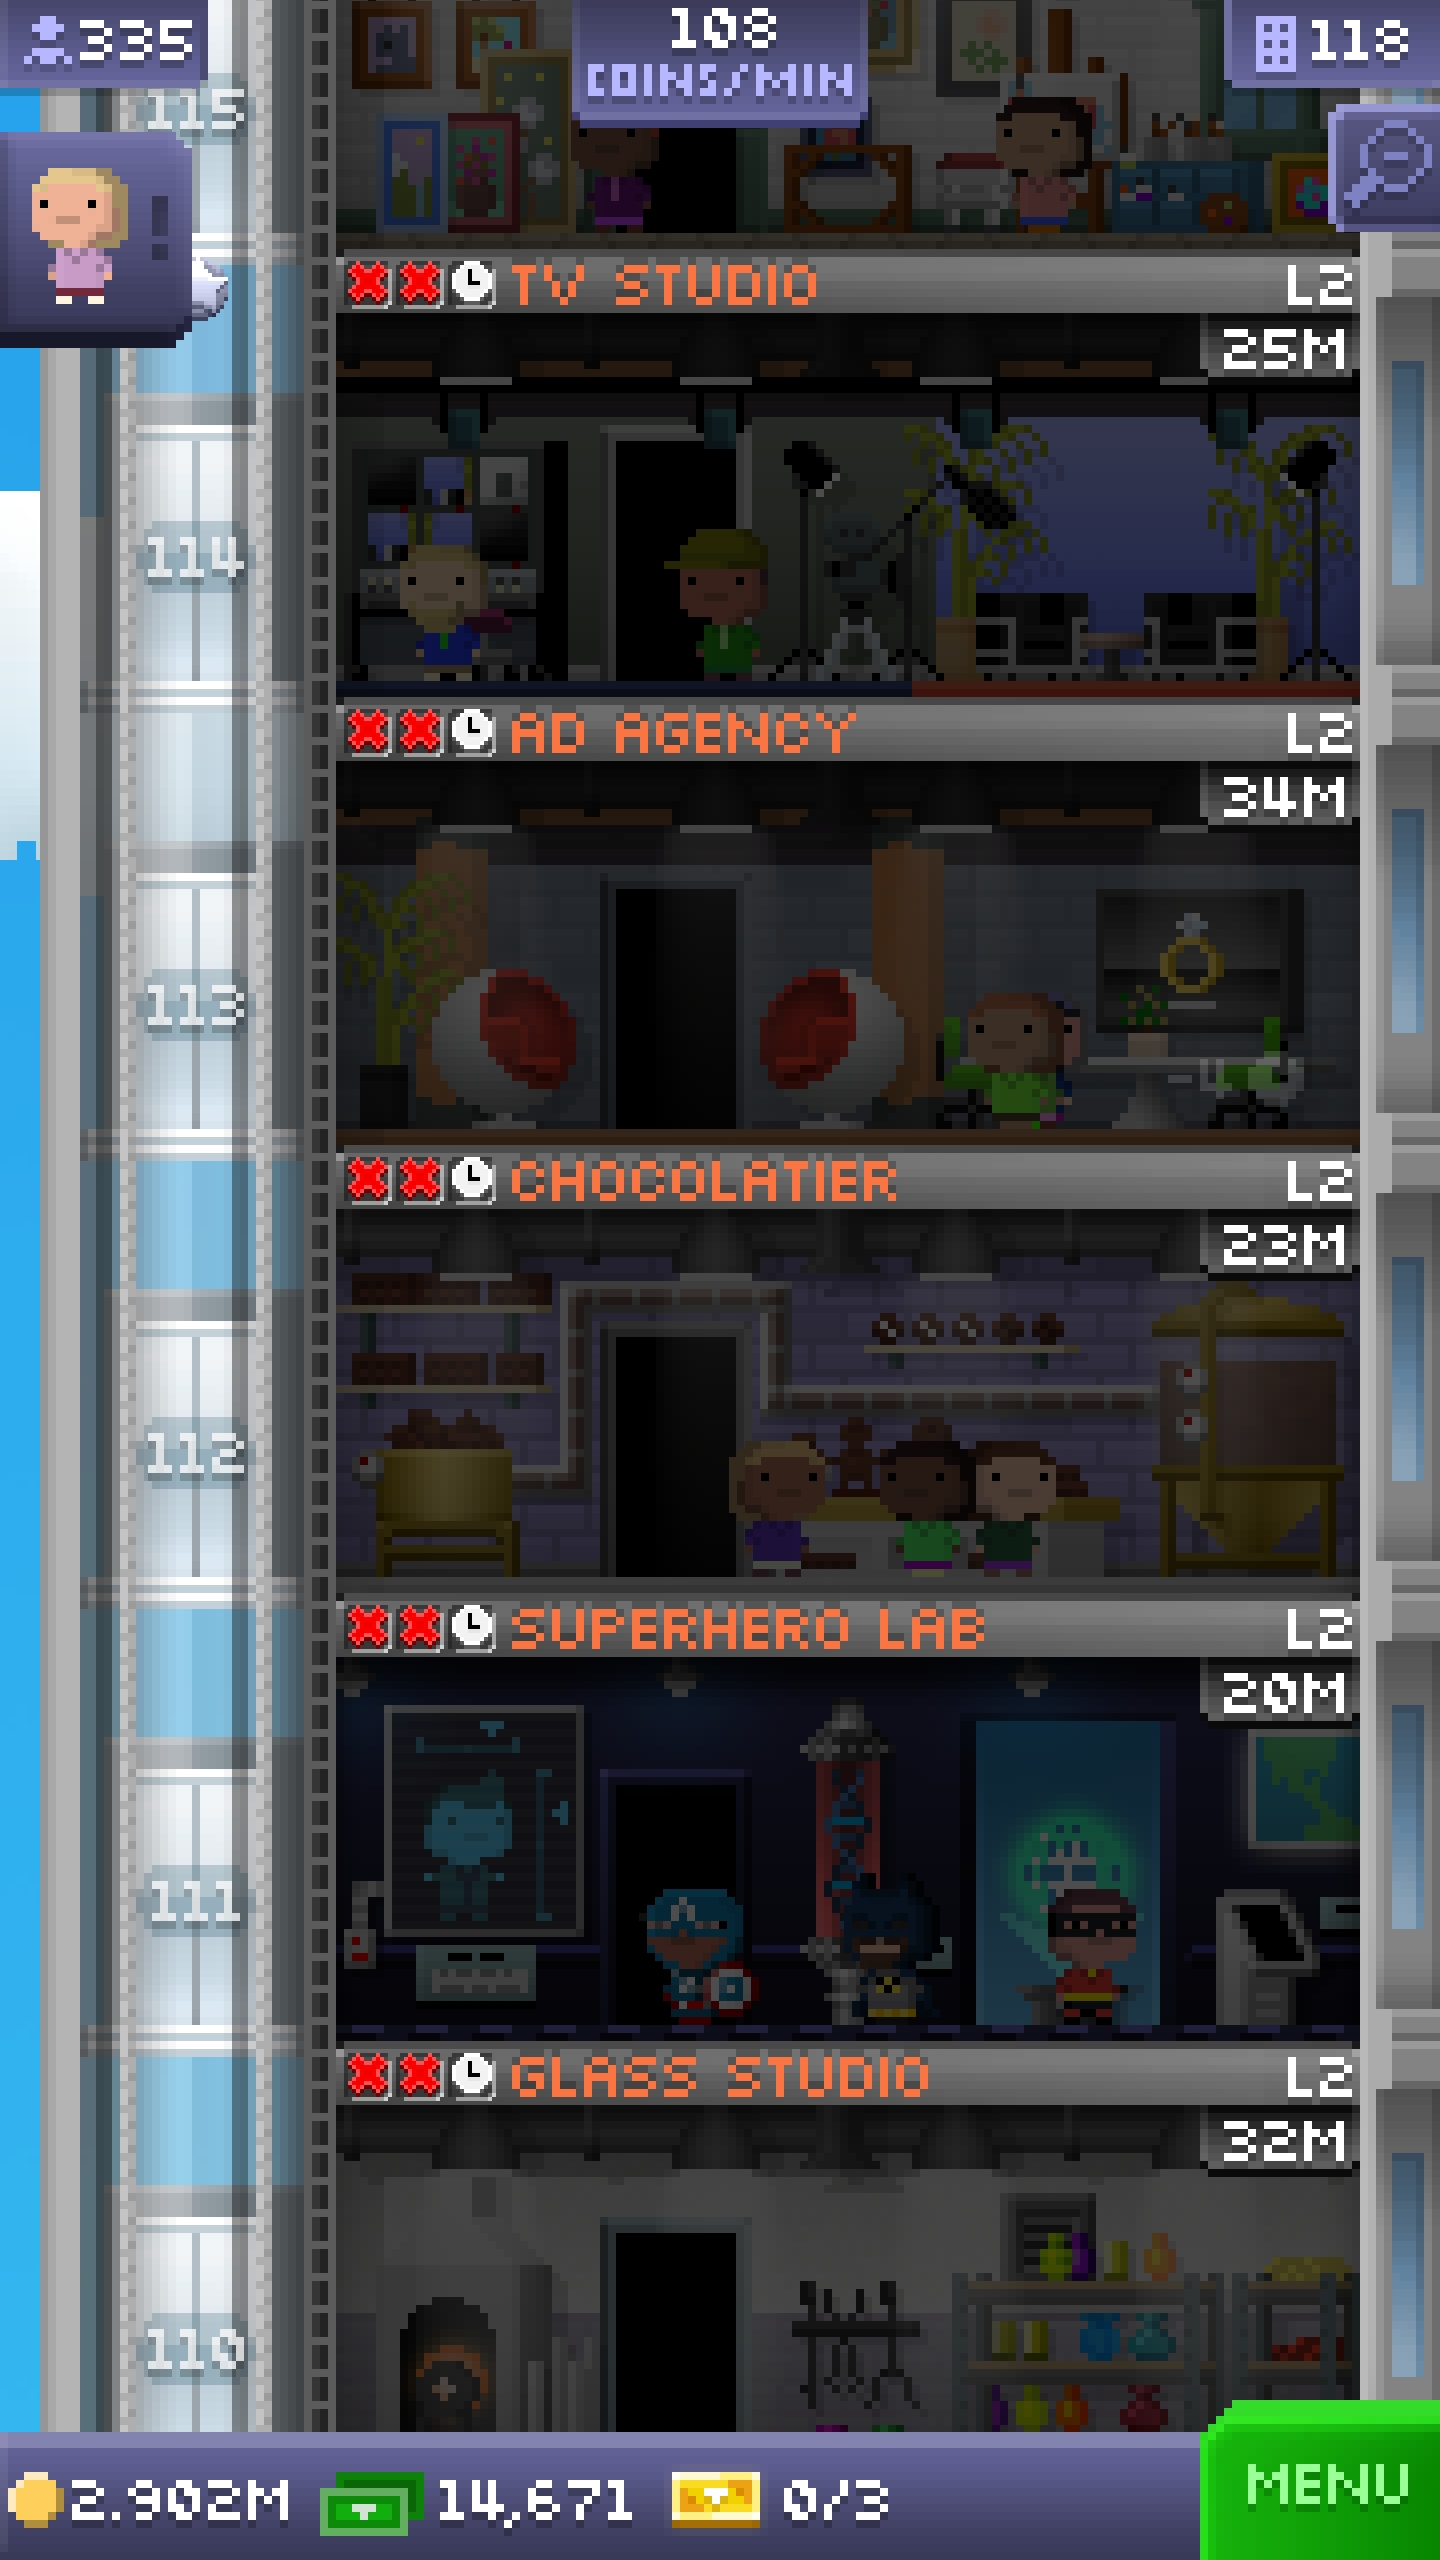 335
108
COINS/MIN
118
115
TV STUDIO L2
25M
114
AD AGENCY L2
34M
113
CHOCOLATIER L2
23M
112
SUPERHERO LAB L2
20M
111
GLASS STUDIO L2
32M
110
2.902M 14,671 0/3 MENU